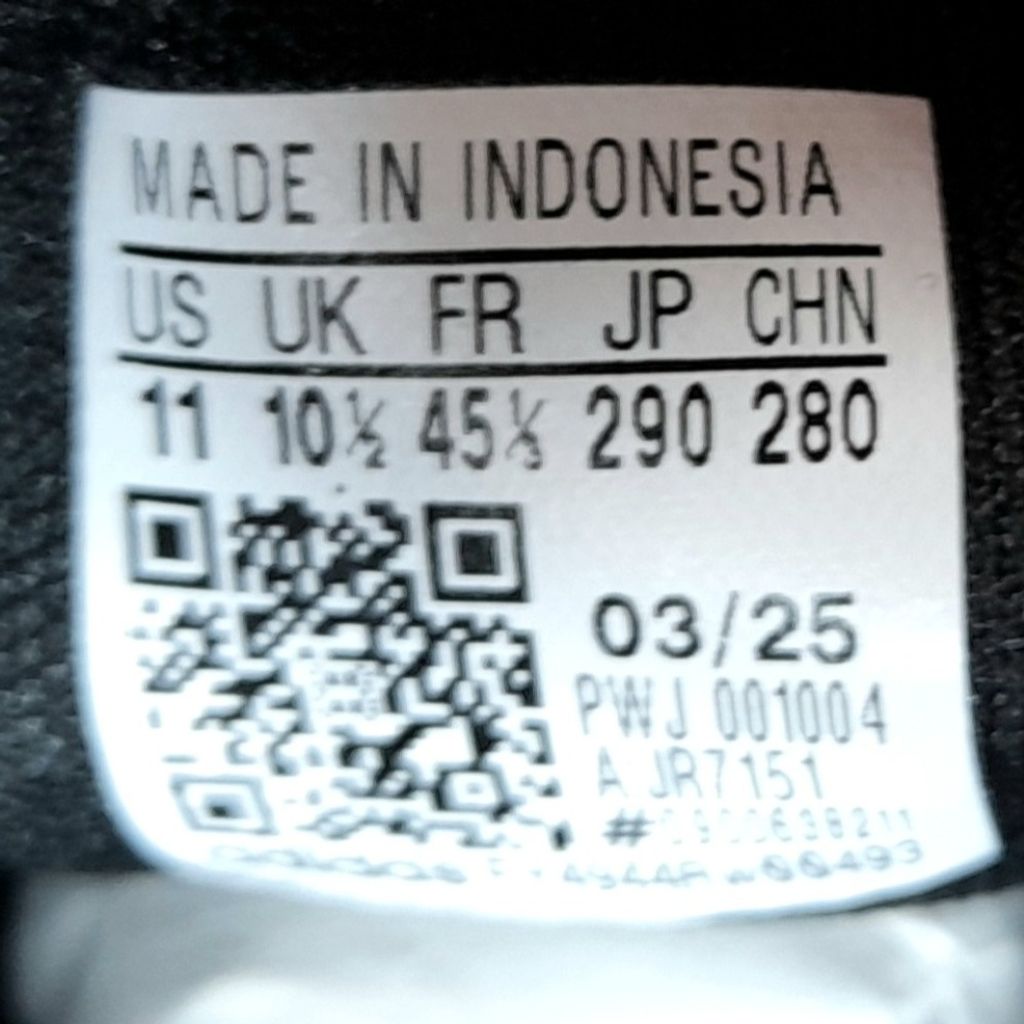 MADE IN INDONESIA
US UK FR JP CHN
11 10½ 45⅓ 290 280
03/25
PWJ 001004
A JR7151